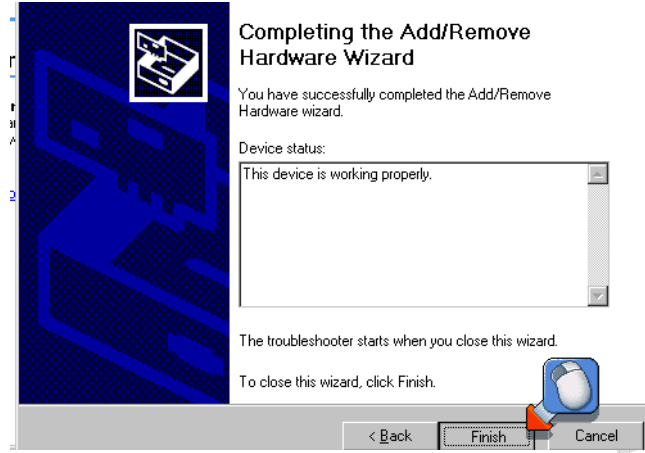 Completing the Add/Remove
Hardware Wizard
You have successfully completed the Add/Remove
Hardware wizard.
Device status:
This device is working properly.
The troubleshooter starts when you close this wizard.
To close this wizard, click Finish.
< Back Finish Cancel